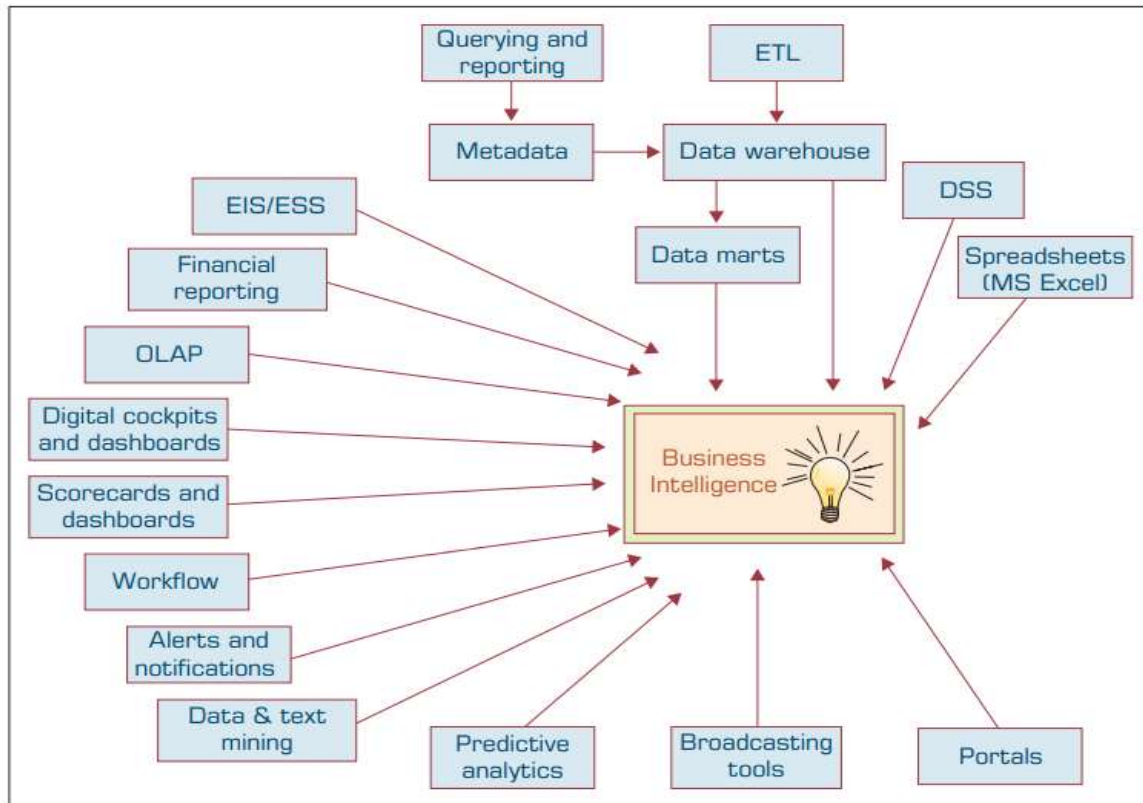 Querying and
reporting
ETL
Metadata
Data warehouse
EIS/ESS
DSS
Data marts
Financial
reporting
Spreadsheets
(MS Excel)
OLAP
Digital cockpits
and dashboards
Business
Intelligence
Scorecards and
dashboards
Workflow
Alerts and
notifications
Data & text
mining
Predictive
analytics
Broadcasting
tools
Portals